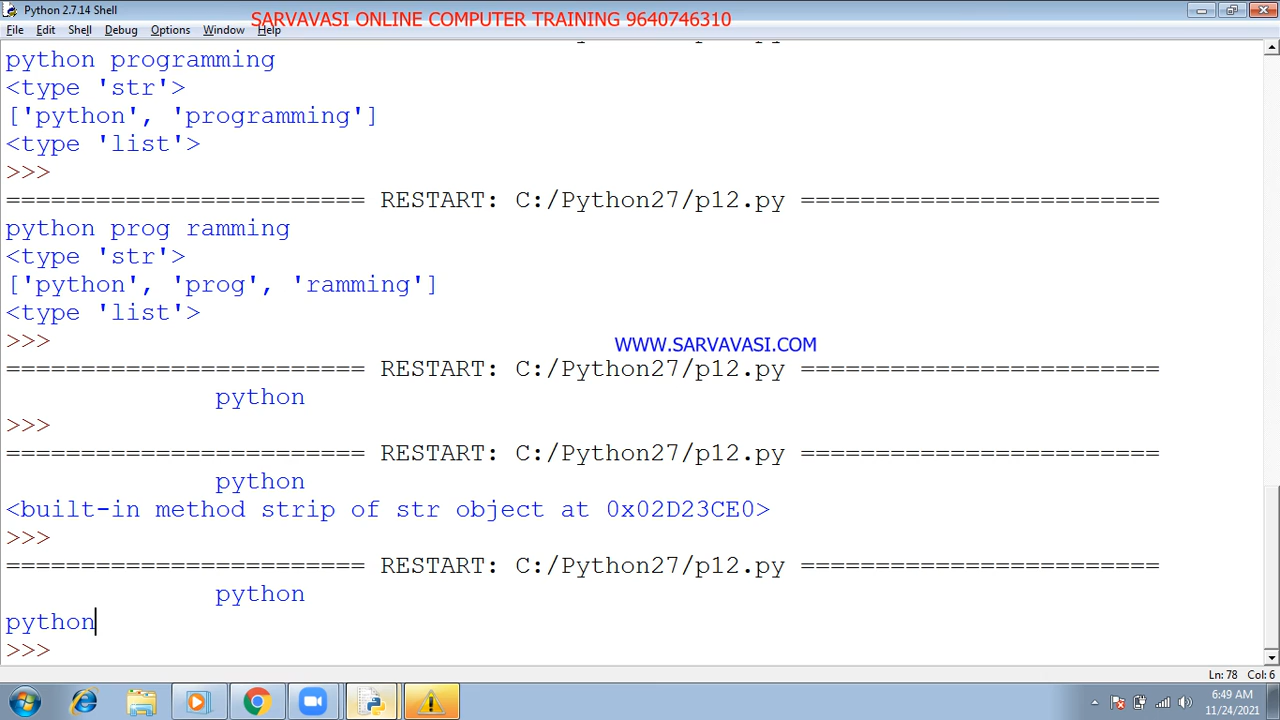 Python 2.7.14 Shell
SARVAVASI ONLINE COMPUTER TRAINING 9640746310
File Edit Shell Debug Options Window Help
python programming
<type 'str'>
['python', 'programming']
<type 'list'>
>>>
======================== RESTART: C:/Python27/p12.py ========================
python prog ramming
<type 'str'>
['python', 'prog', 'ramming']
<type 'list'>
>>>
WWW.SARVAVASI.COM
======================== RESTART: C:/Python27/p12.py ========================
python
>>>
======================== RESTART: C:/Python27/p12.py ========================
python
<built-in method strip of str object at 0x02D23CE0>
>>>
======================== RESTART: C:/Python27/p12.py ========================
python
python
>>>
Ln: 78 Col: 6
6:49 AM
11/24/2021